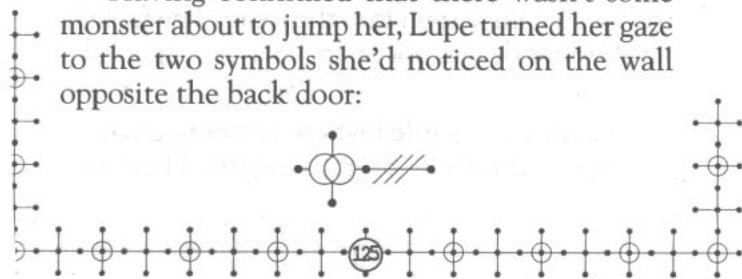 Having confirmed that there wasn't some
monster about to jump her, Lupe turned her gaze
to the two symbols she'd noticed on the wall
opposite the back door:
125